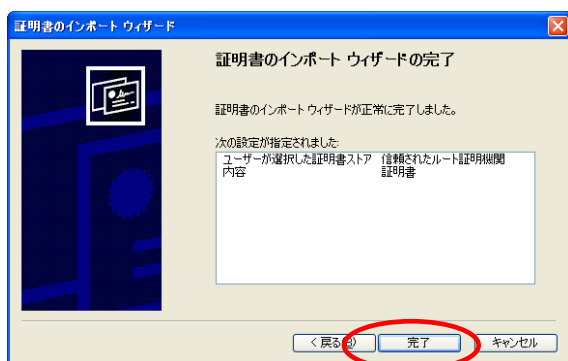 証明書のインポート ウィザード
証明書のインポート ウィザードの完了
証明書のインポート ウィザードが正常に完了しました。
次の設定が指定されました:
ユーザーが選択した証明書ストア 信頼されたルート証明機関
内容 証明書
< 戻る(B) 完了 キャンセル